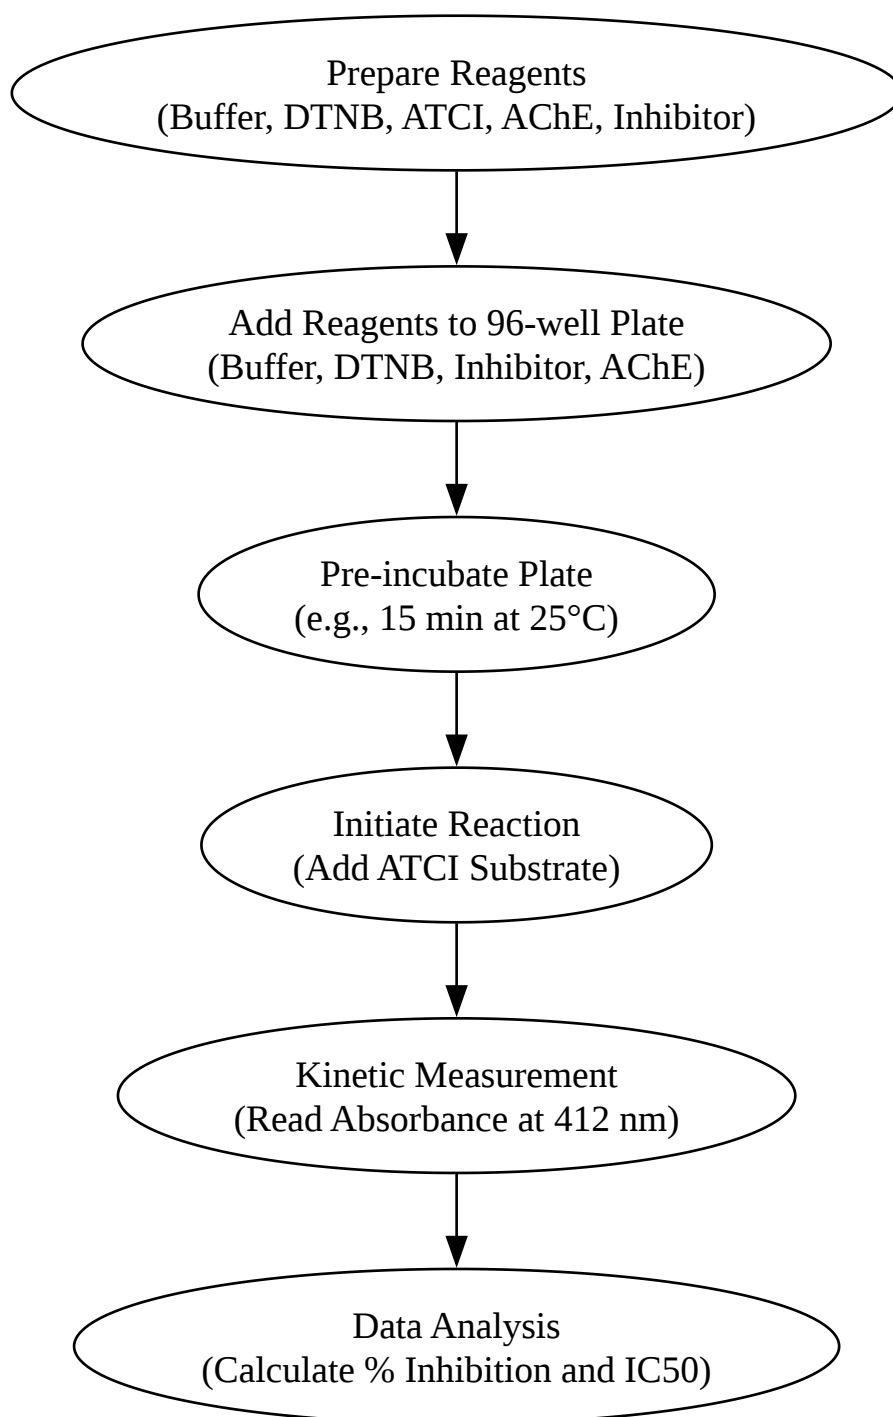 Prepare Reagents
(Buffer, DTNB, ATCI, AChE, Inhibitor)
Add Reagents to 96-well Plate
(Buffer, DTNB, Inhibitor, AChE)
Pre-incubate Plate
(e.g., 15 min at 25°C)
Initiate Reaction
(Add ATCI Substrate)
Kinetic Measurement
(Read Absorbance at 412 nm)
Data Analysis
(Calculate % Inhibition and IC50)